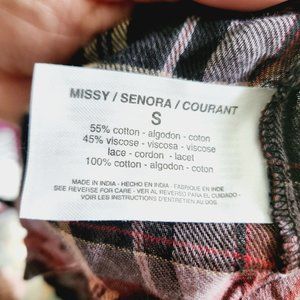 MISSY / SENORA / COURANT
S
55% cotton - algodon - coton
45% viscose - viscosa - viscose
lace - cordon - lacet
100% cotton - algodon - coton
MADE IN INDIA - HECHO EN INDIA - FABRIQUE EN INDE
SEE REVERSE FOR CARE - VER AL REVERSO PARA EL CUIDADO
VOIR LES INSTRUCTIONS D'ENTRETIEN AU DOS